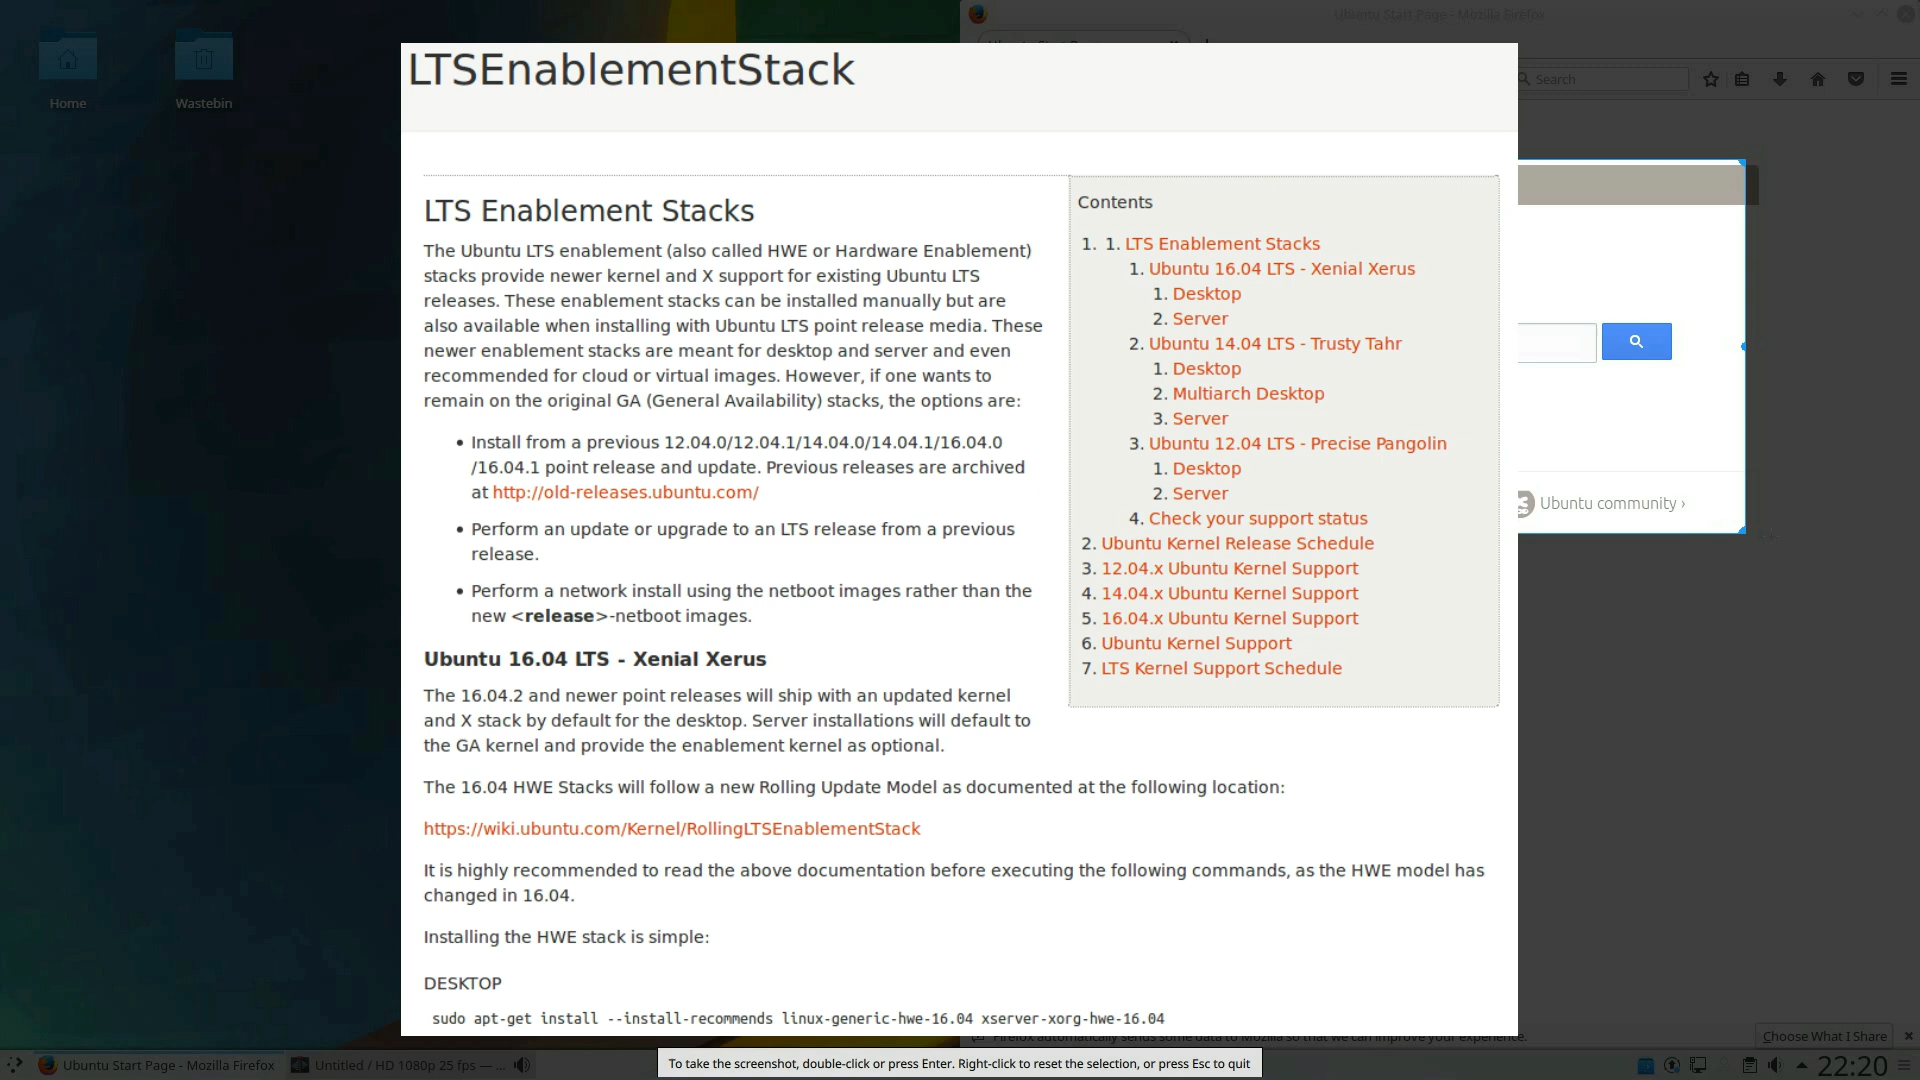 Ubuntu Start Page - Mozilla Firefox
Home
Wastebin
Search
LTSEnablementStack
LTS Enablement Stacks
The Ubuntu LTS enablement (also called HWE or Hardware Enablement)
stacks provide newer kernel and X support for existing Ubuntu LTS
releases. These enablement stacks can be installed manually but are
also available when installing with Ubuntu LTS point release media. These
newer enablement stacks are meant for desktop and server and even
recommended for cloud or virtual images. However, if one wants to
remain on the original GA (General Availability) stacks, the options are:
• Install from a previous 12.04.0/12.04.1/14.04.0/14.04.1/16.04.0
/16.04.1 point release and update. Previous releases are archived
at http://old-releases.ubuntu.com/
• Perform an update or upgrade to an LTS release from a previous
release.
• Perform a network install using the netboot images rather than the
new <release>-netboot images.
Ubuntu 16.04 LTS - Xenial Xerus
The 16.04.2 and newer point releases will ship with an updated kernel
and X stack by default for the desktop. Server installations will default to
the GA kernel and provide the enablement kernel as optional.
Contents
1. 1. LTS Enablement Stacks
1. Ubuntu 16.04 LTS - Xenial Xerus
1. Desktop
2. Server
2. Ubuntu 14.04 LTS - Trusty Tahr
1. Desktop
2. Multiarch Desktop
3. Server
3. Ubuntu 12.04 LTS - Precise Pangolin
1. Desktop
2. Server
4. Check your support status
2. Ubuntu Kernel Release Schedule
3. 12.04.x Ubuntu Kernel Support
4. 14.04.x Ubuntu Kernel Support
5. 16.04.x Ubuntu Kernel Support
6. Ubuntu Kernel Support
7. LTS Kernel Support Schedule
The 16.04 HWE Stacks will follow a new Rolling Update Model as documented at the following location:
https://wiki.ubuntu.com/Kernel/RollingLTSEnablementStack
It is highly recommended to read the above documentation before executing the following commands, as the HWE model has
changed in 16.04.
Installing the HWE stack is simple:
DESKTOP
sudo apt-get install --install-recommends linux-generic-hwe-16.04 xserver-xorg-hwe-16.04
Ubuntu community ›
Firefox automatically sends some data to Mozilla so that we can improve your experience.
Choose What I Share
Ubuntu Start Page - Mozilla Firefox
Untitled / HD 1080p 25 fps — ...
To take the screenshot, double-click or press Enter. Right-click to reset the selection, or press Esc to quit
22:20